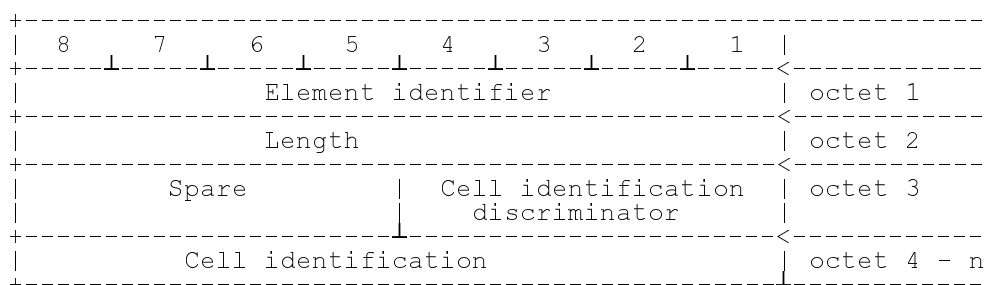 8 7 6 5 4 3 2 1
Element identifier octet 1
Length octet 2
Spare Cell identification octet 3
discriminator
Cell identification octet 4 - n